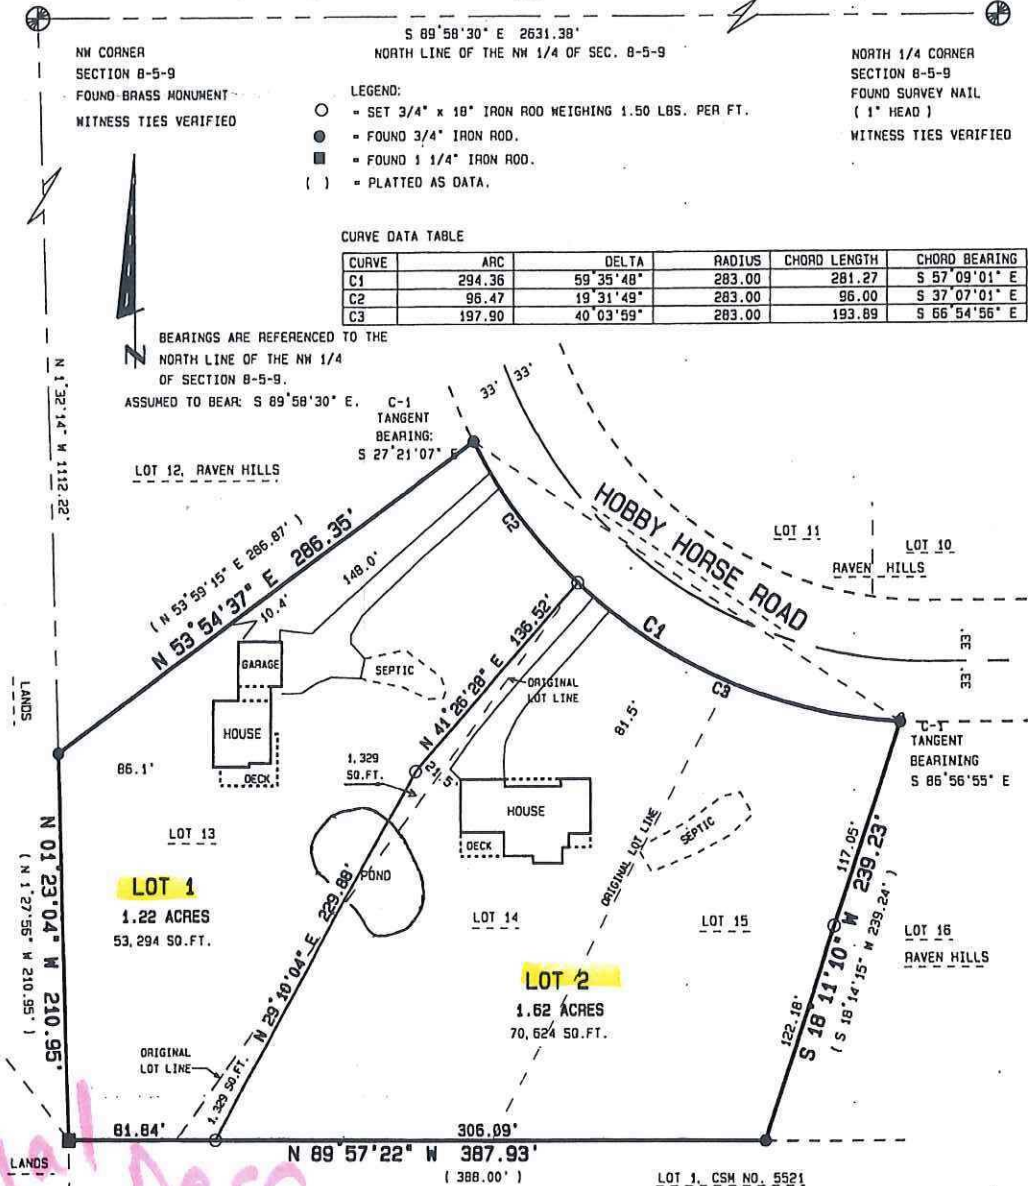 S 89°58'30" E 2631.38'
NORTH LINE OF THE NW 1/4 OF SEC. 8-5-9
NW CORNER
SECTION 8-5-9
FOUND BRASS MONUMENT
WITNESS TIES VERIFIED
NORTH 1/4 CORNER
SECTION 8-5-9
FOUND SURVEY NAIL
( 1" HEAD )
WITNESS TIES VERIFIED
LEGEND:
= SET 3/4" x 18" IRON ROD WEIGHING 1.50 LBS. PER FT.
= FOUND 3/4" IRON ROD.
= FOUND 1 1/4" IRON ROD.
( ) = PLATTED AS DATA.
CURVE DATA TABLE
CURVE ARC DELTA RADIUS CHORD LENGTH CHORD BEARING
C1 294.36 59°35'48" 283.00 281.27 S 57°09'01" E
C2 96.47 19°31'49" 283.00 96.00 S 37°07'01" E
C3 197.90 40°03'59" 283.00 193.89 S 66°54'56" E
N
BEARINGS ARE REFERENCED TO THE
NORTH LINE OF THE NW 1/4
OF SECTION 8-5-9.
ASSUMED TO BEAR: S 89°58'30" E.
N 1°32'14" W 1112.22'
C-1
TANGENT
BEARING:
S 27°21'07" E
33' 33'
LOT 12, RAVEN HILLS
HOBBY HORSE ROAD
LOT 11
LOT 10
RAVEN HILLS
( N 53°59'15" E 286.87' )
N 53°54'37" E 286.35'
148.0'
10.4'
C2
C1
C3
33'
33'
GARAGE
SEPTIC
HOUSE
DECK
86.1'
LANDS
N 41°26'28" E 136.52'
ORIGINAL
LOT LINE
1,329
SQ.FT.
21.5'
81.5'
HOUSE
DECK
SEPTIC
ORIGINAL LOT LINE
C-1
TANGENT
BEARINING
S 86°56'55" E
117.05'
S 18°11'10" W 239.23'
( S 18°14'15" W 239.24' )
122.18'
LOT 13
LOT 1
1.22 ACRES
53,294 SQ.FT.
N 01°23'04" W 210.95'
( N 1°27'56" W 210.95' )
POND
N 29°10'04" E 229.88'
LOT 14
LOT 15
LOT 16
RAVEN HILLS
LOT 2
1.62 ACRES
70,624 SQ.FT.
ORIGINAL
LOT LINE
1,329 SQ.FT.
81.84'
306.09'
N 89°57'22" W 387.93'
( 388.00' )
LANDS
LOT 1, CSM NO. 5521